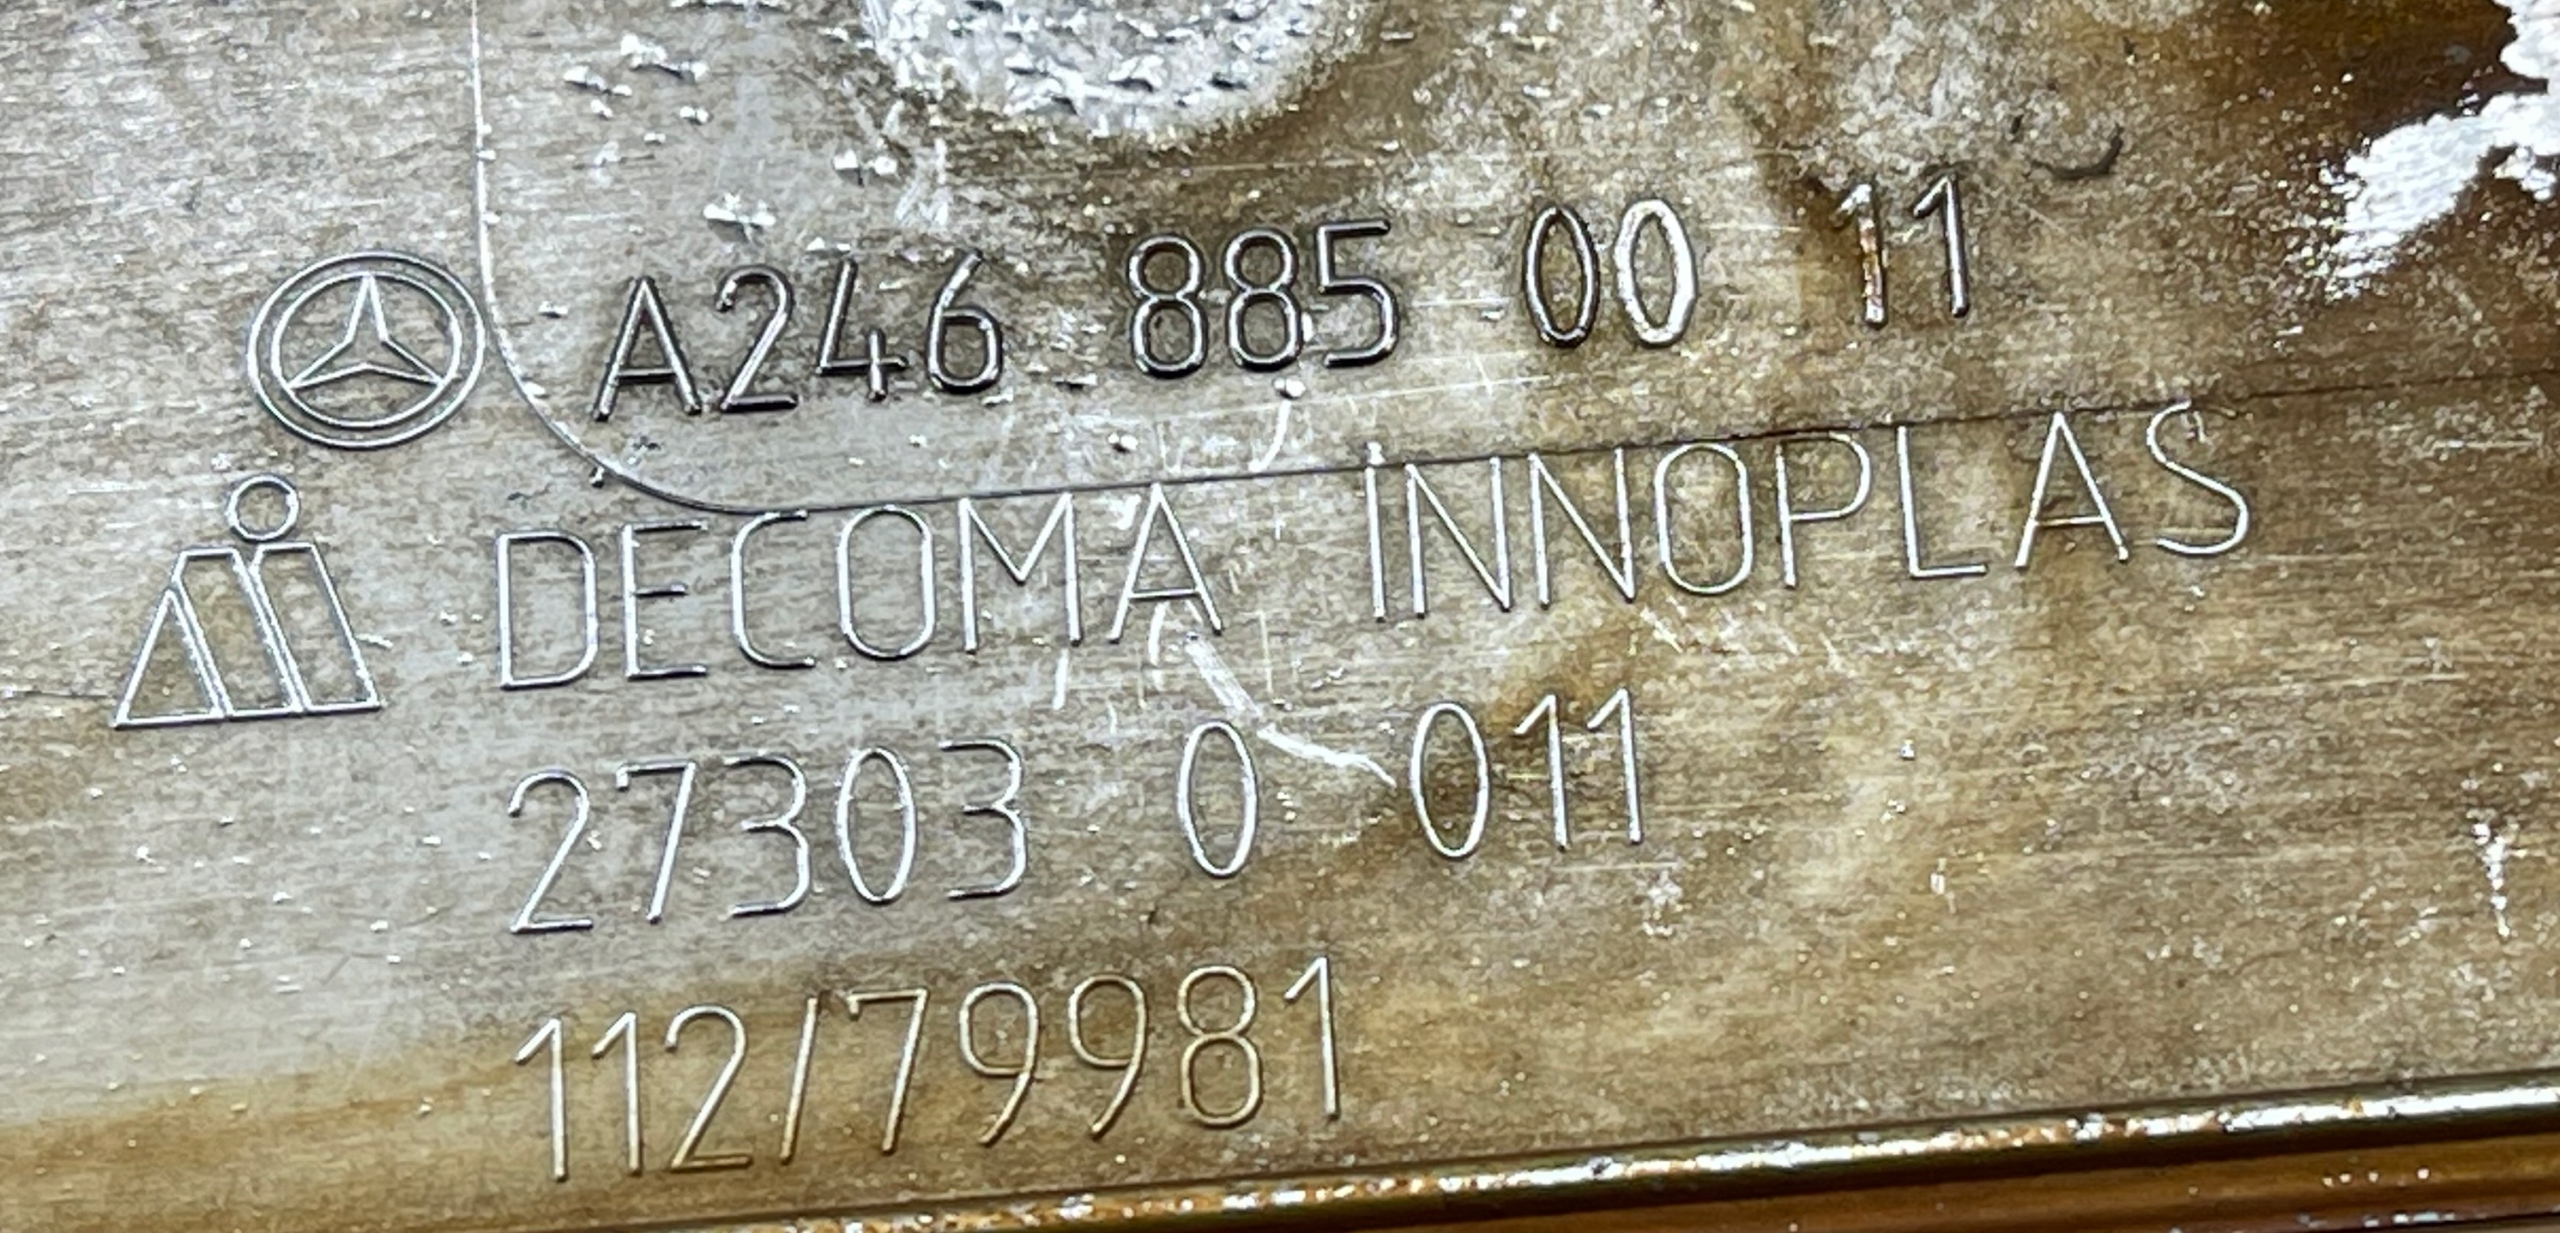 A246 885 00 11
DECOMA INNOPLAS
27303 0 011
112/79981